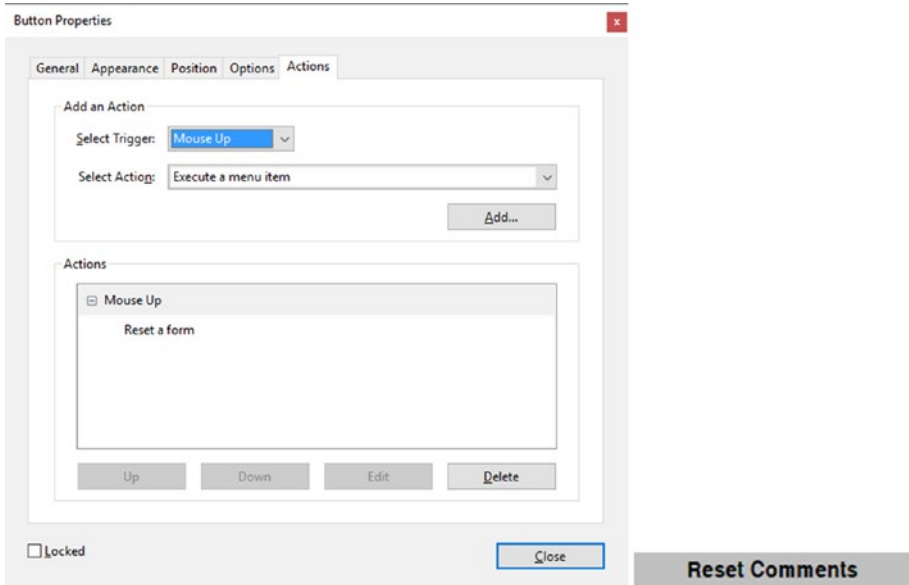 Button Properties
x
General Appearance Position Options Actions
Add an Action
Select Trigger: Mouse Up
Select Action: Execute a menu item
Add...
Actions
Mouse Up
Reset a form
Up Down Edit Delete
Locked
Close
Reset Comments